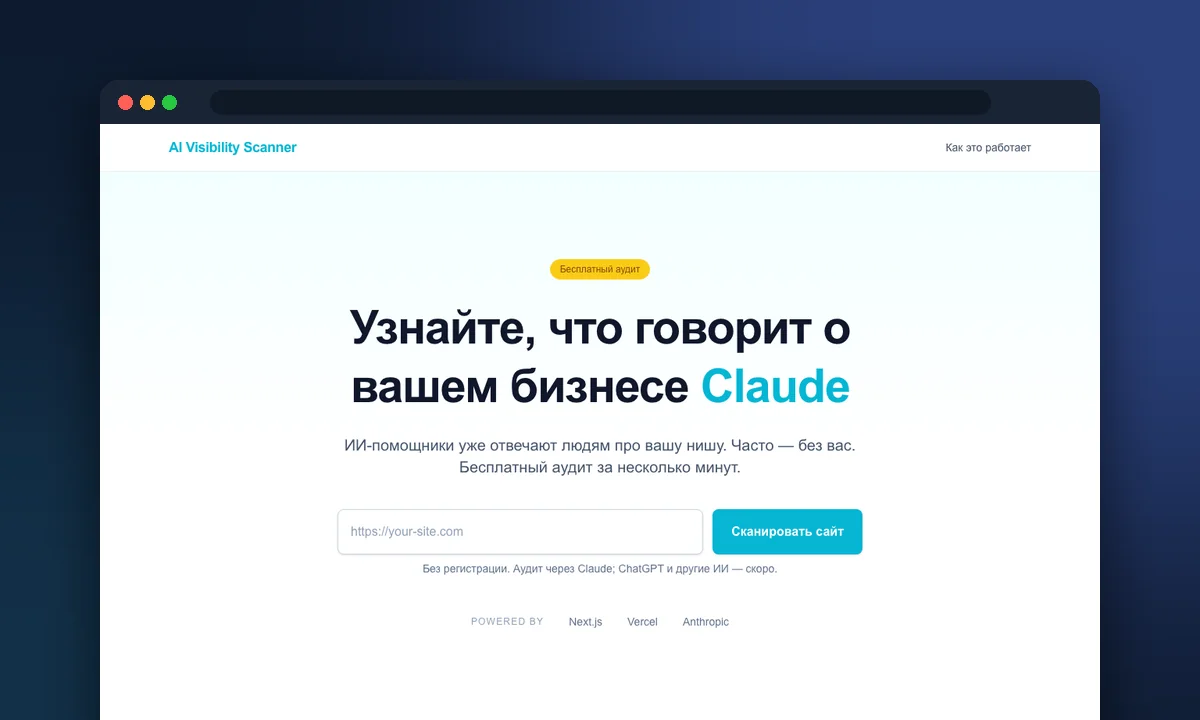 AI Visibility Scanner
Как это работает
Бесплатный аудит
Узнайте, что говорит о
вашем бизнесе Claude
ИИ-помощники уже отвечают людям про вашу нишу. Часто — без вас.
Бесплатный аудит за несколько минут.
https://your-site.com
Сканировать сайт
Без регистрации. Аудит через Claude; ChatGPT и другие ИИ — скоро.
POWERED BY Next.js Vercel Anthropic